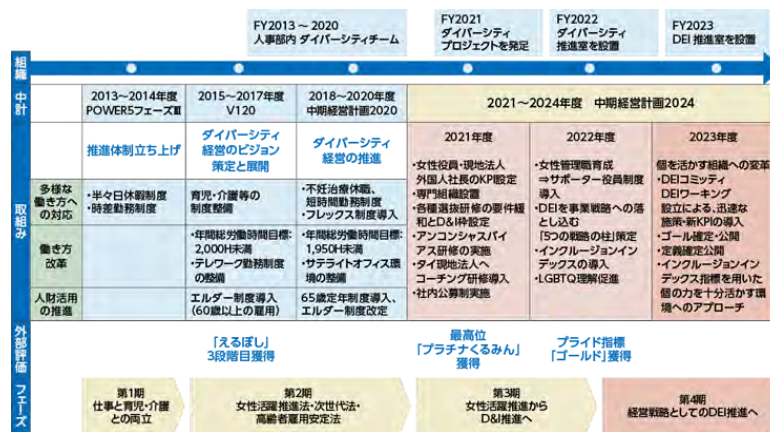 FY2013～2020
人事部内 ダイバーシティチーム
FY2021
ダイバーシティ
プロジェクトを発足
FY2022
ダイバーシティ
推進室を設置
FY2023
DEI 推進室を設置
組織
中計
2013～2014年度
POWER5フェーズⅢ
2015～2017年度
V120
2018～2020年度
中期経営計画2020
2021～2024年度 中期経営計画2024
取組み
推進体制立ち上げ
ダイバーシティ
経営のビジョン
策定と展開
ダイバーシティ
経営の推進
多様な
働き方へ
の対応
・半々日休暇制度
・時差勤務制度
育児・介護等の
制度整備
・不妊治療休職、
短時間勤務制度
・フレックス制度導入
働き方
改革
・年間総労働時間目標:
2,000H未満
・テレワーク勤務制度
の整備
・年間総労働時間目標:
1,950H未満
・サテライトオフィス環
境の整備
人財活用
の推進
エルダー制度導入
(60歳以上の雇用)
65歳定年制度導入、
エルダー制度改定
2021年度
・女性役員・現地法人
外国人社長のKPI設定
・専門組織設置
・各種選抜研修の要件緩
和とD&I枠設定
・アンコンシャスバイ
アス研修の実施
・タイ現地法人へ
コーチング研修導入
・社内公募制実施
2022年度
・女性管理職育成
⇒サポーター役員制度
導入
・DEIを事業戦略への落
とし込む
「5つの戦略の柱」策定
・インクルージョンイン
デックスの導入
・LGBTQ理解促進
2023年度
個を活かす組織への変革
・DEIコミッティ
DEIワーキング
設立による、迅速な
施策・新KPIの導入
・ゴール確定・公開
・定義確定・公開
・インクルージョンイン
デックス指標を用いた
個の力を十分活かす環
境へのアプローチ
外部評価
「えるぼし」
3段階目獲得
最高位
「プラチナくるみん」
獲得
プライド指標
「ゴールド」獲得
フェーズ
第1期
仕事と育児・介護
との両立
第2期
女性活躍推進法・次世代法・
高齢者雇用安定法
第3期
女性活躍推進から
D&I推進へ
第4期
経営戦略としてのDEI推進へ